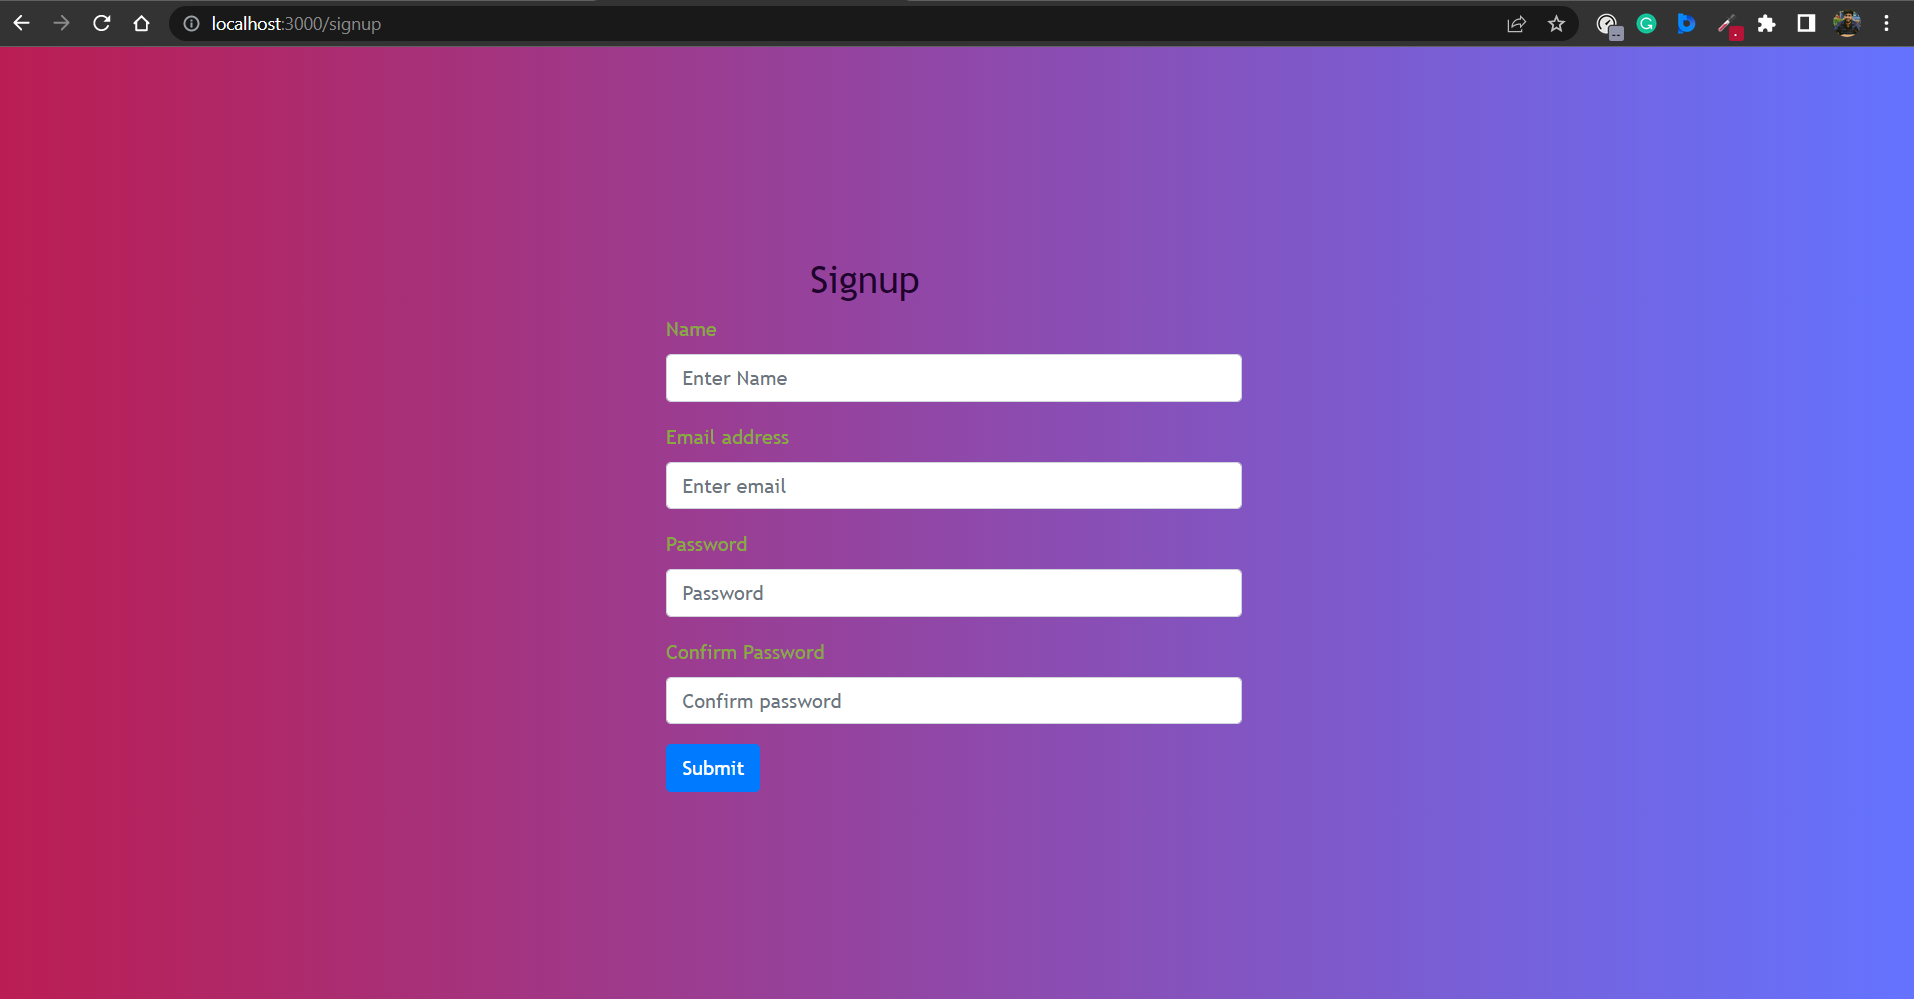 localhost:3000/signup
Signup
Name
Enter Name
Email address
Enter email
Password
Password
Confirm Password
Confirm password
Submit